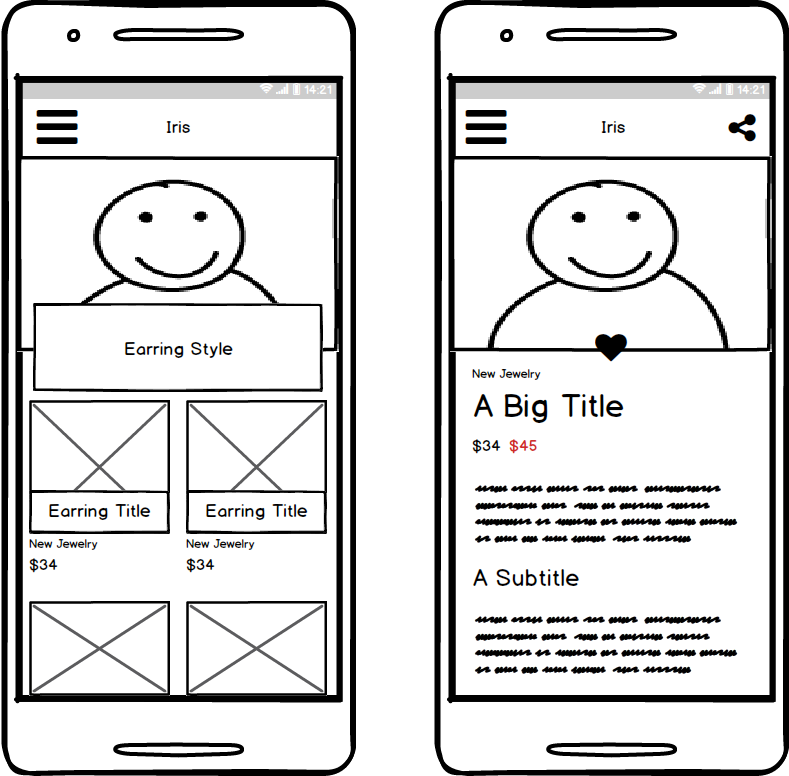 14:21
Iris
Earring Style
Earring Title
Earring Title
New Jewelry
New Jewelry
$34
$34
14:21
Iris
New Jewelry
A Big Title
$34 $45
A Subtitle